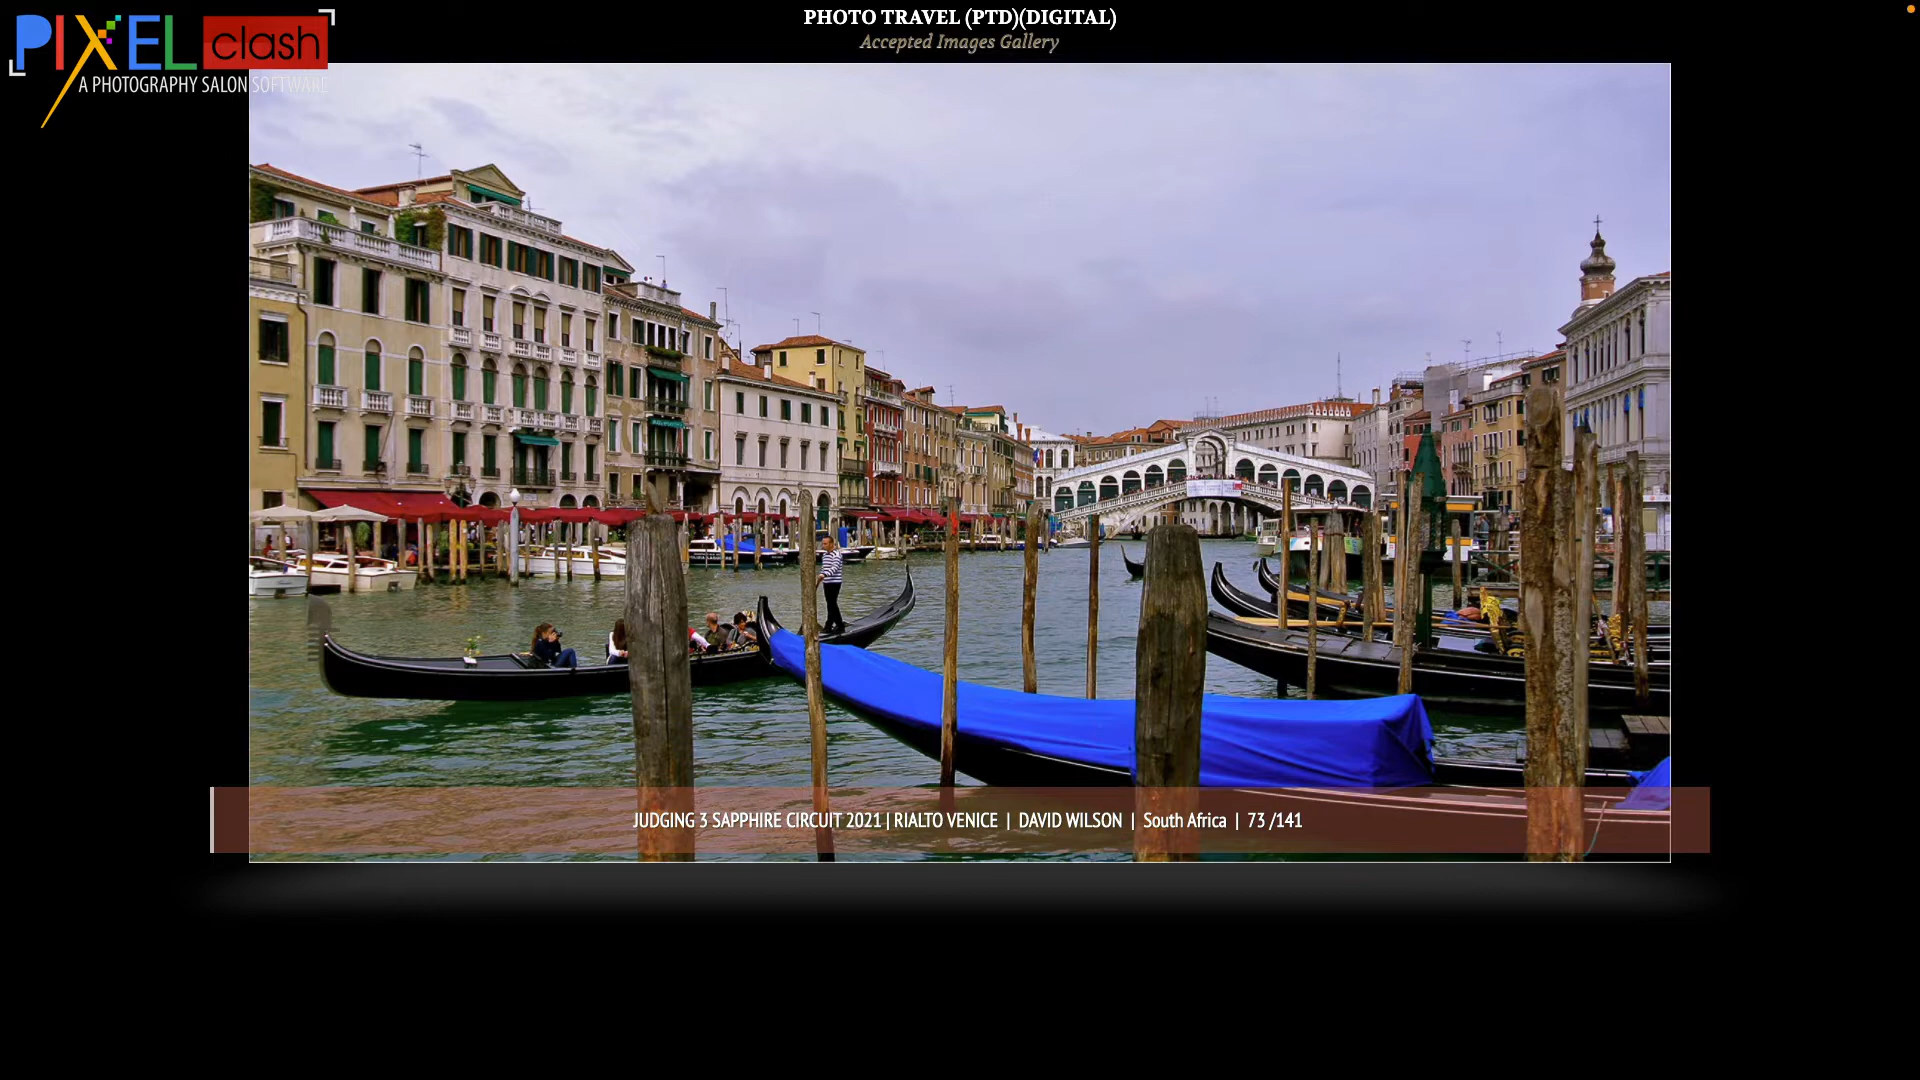 PIXEL clash
A PHOTOGRAPHY SALON SOFTWARE
PHOTO TRAVEL (PTD)(DIGITAL)
Accepted Images Gallery
JUDGING 3 SAPPHIRE CIRCUIT 2021 | RIALTO VENICE | DAVID WILSON | South Africa | 73 /141